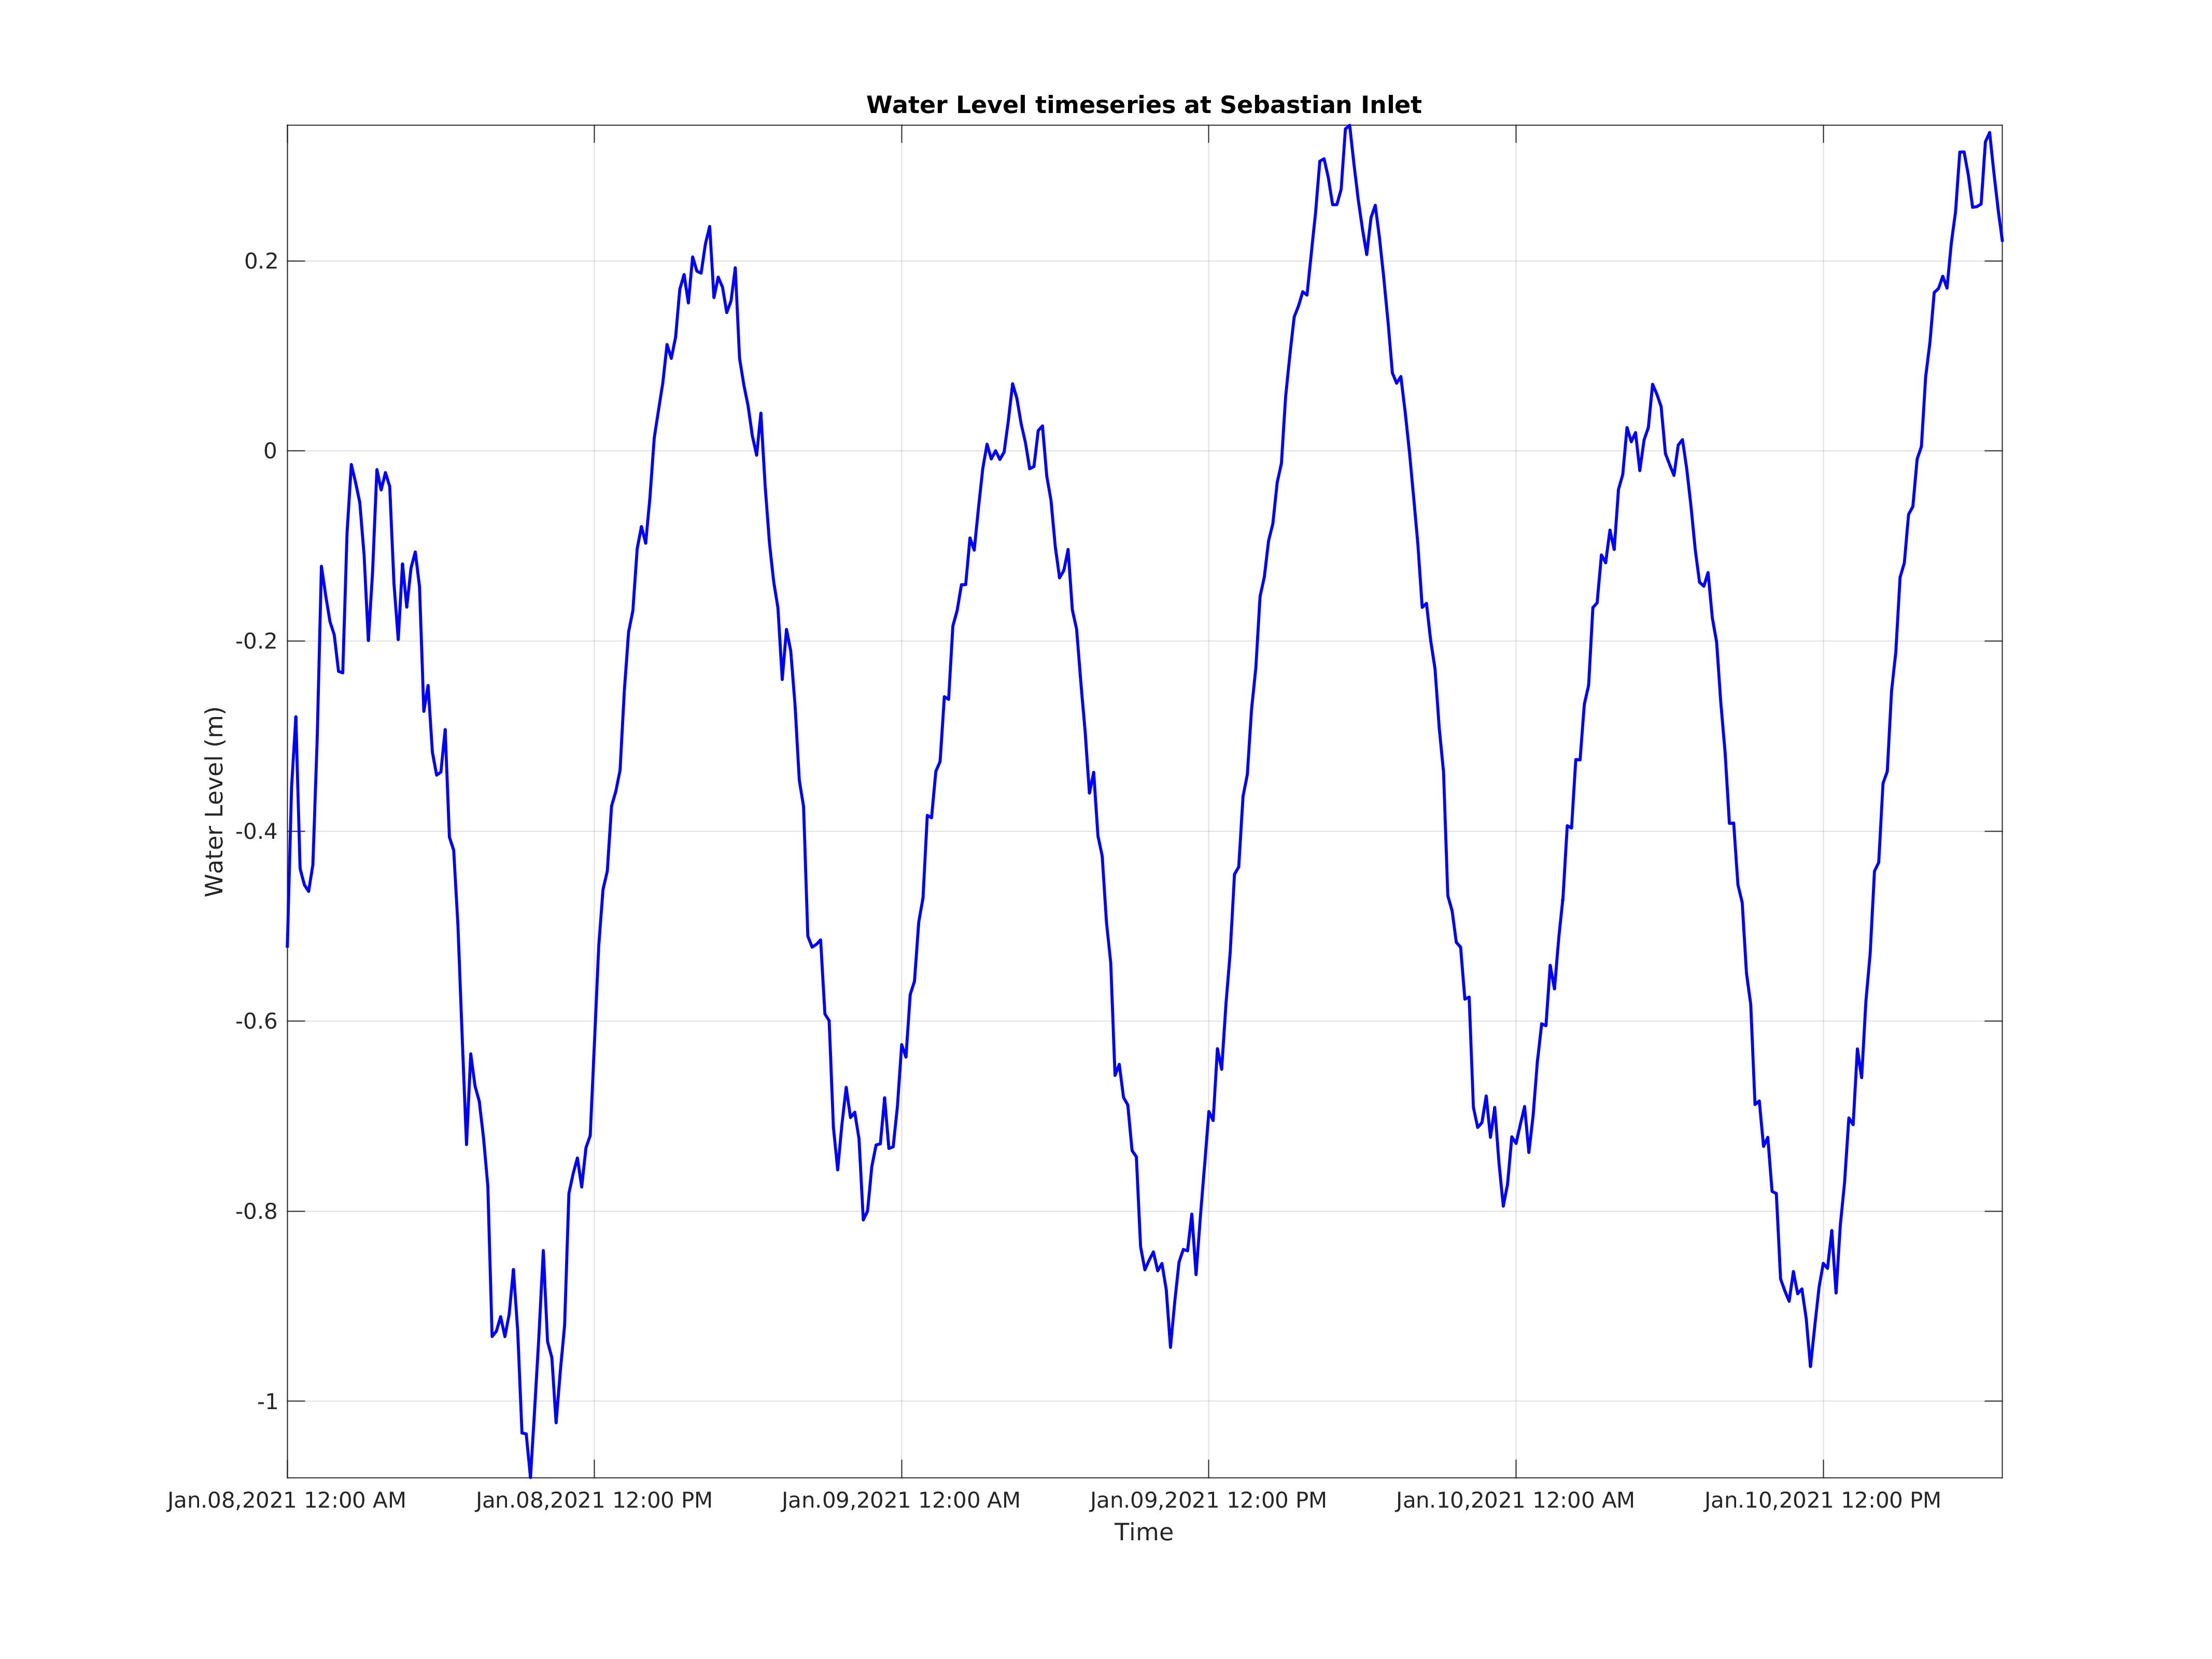 Water Level timeseries at Sebastian Inlet
0.2
0
-0.2
-0.4
-0.6
-0.8
-1
Water Level (m)
Jan.08,2021 12:00 AM
Jan.08,2021 12:00 PM
Jan.09,2021 12:00 AM
Jan.09,2021 12:00 PM
Jan.10,2021 12:00 AM
Jan.10,2021 12:00 PM
Time